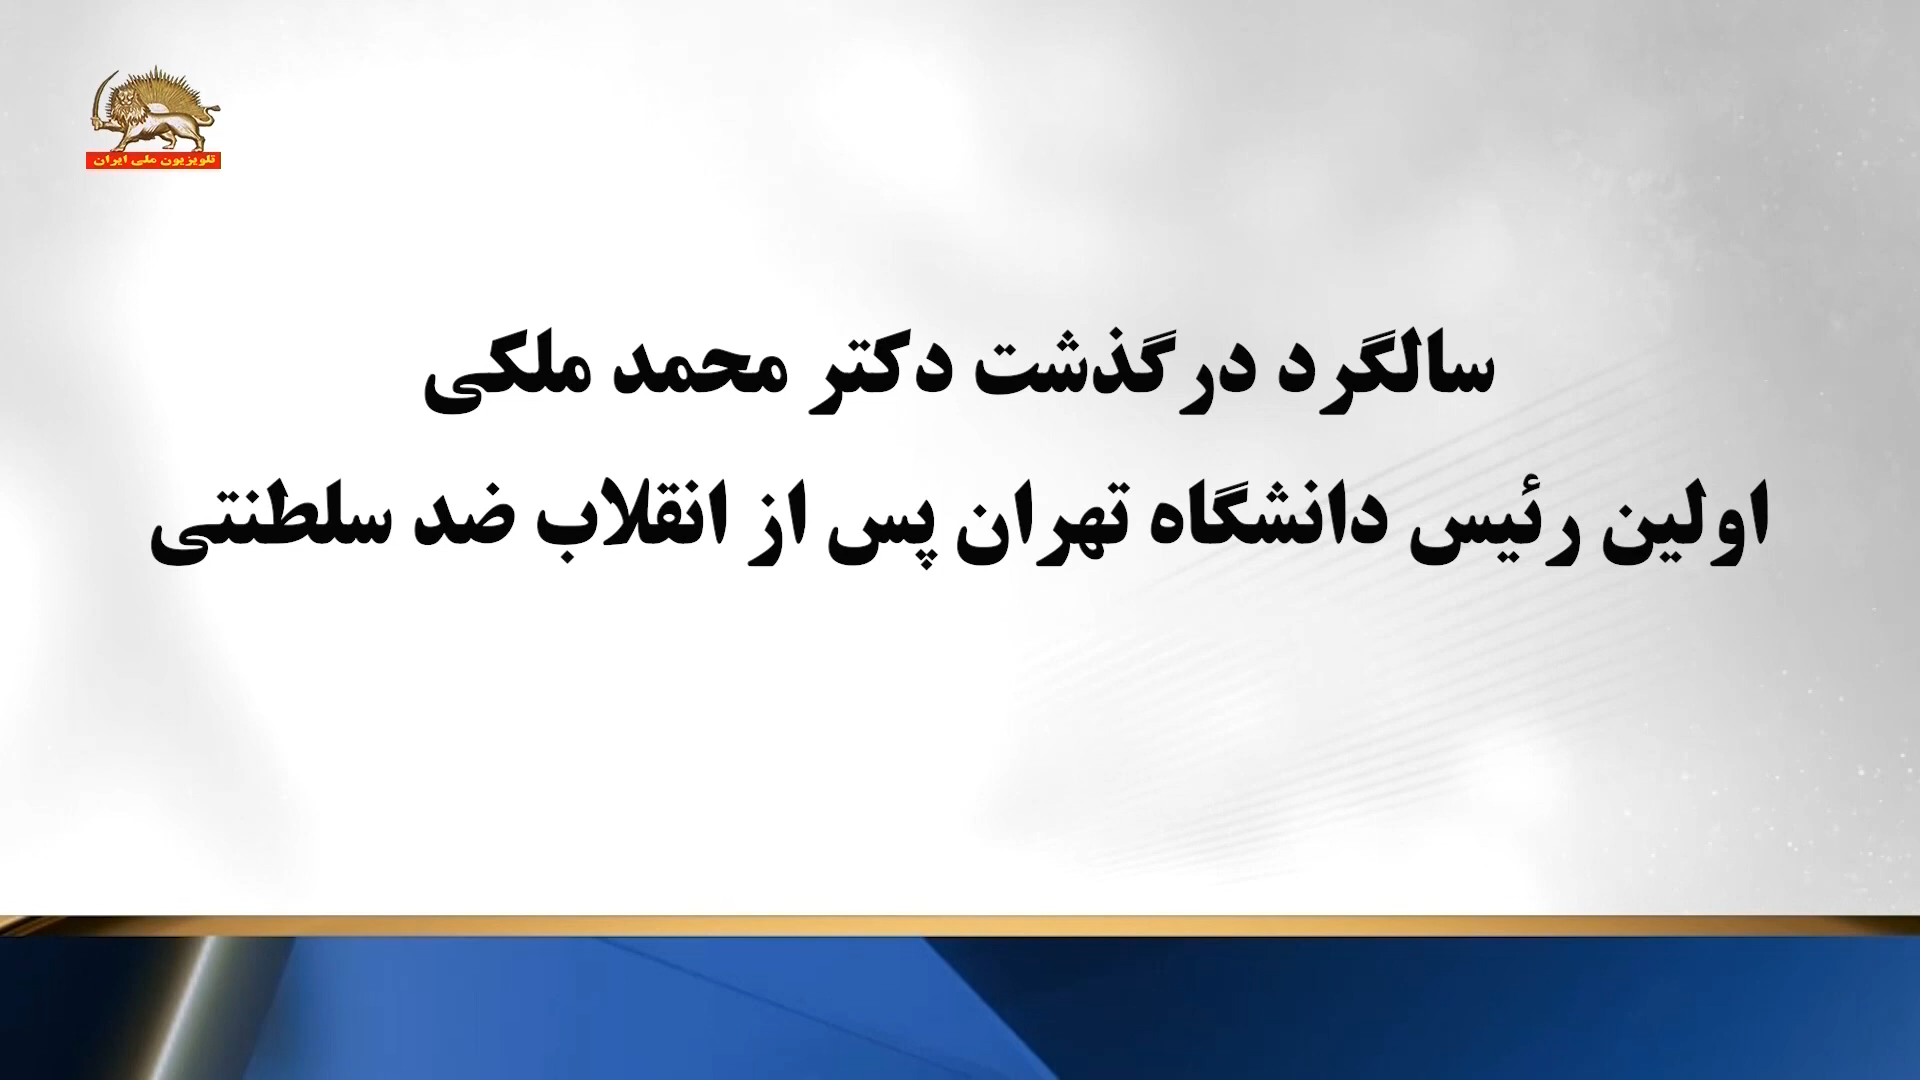 تلویزیون ملی ایران
سالگرد درگذشت دکتر محمد ملکی
اولین رئیس دانشگاه تهران پس از انقلاب ضد سلطنتی